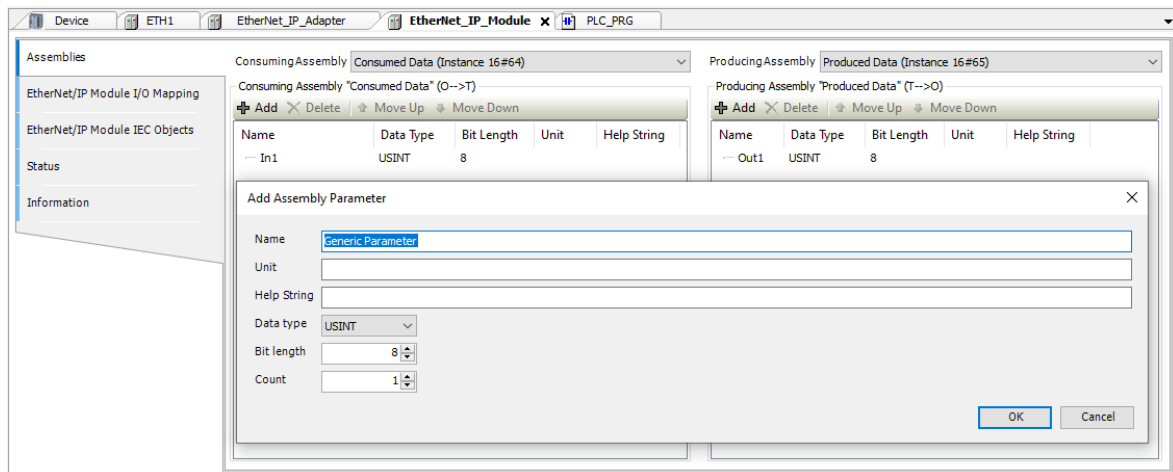 Device ETH1 EtherNet_IP_Adapter EtherNet_IP_Module X PLC_PRG
Assemblies
EtherNet/IP Module I/O Mapping
EtherNet/IP Module IEC Objects
Status
Information
Consuming Assembly Consumed Data (Instance 16#64)
Consuming Assembly "Consumed Data" (O-->T)
Add Delete Move Up Move Down
Name Data Type Bit Length Unit Help String
In1 USINT 8
Producing Assembly Produced Data (Instance 16#65)
Producing Assembly "Produced Data" (T-->O)
Add Delete Move Up Move Down
Name Data Type Bit Length Unit Help String
Out1 USINT 8
Add Assembly Parameter
Name Generic Parameter
Unit
Help String
Data type USINT
Bit length 8
Count 1
OK Cancel